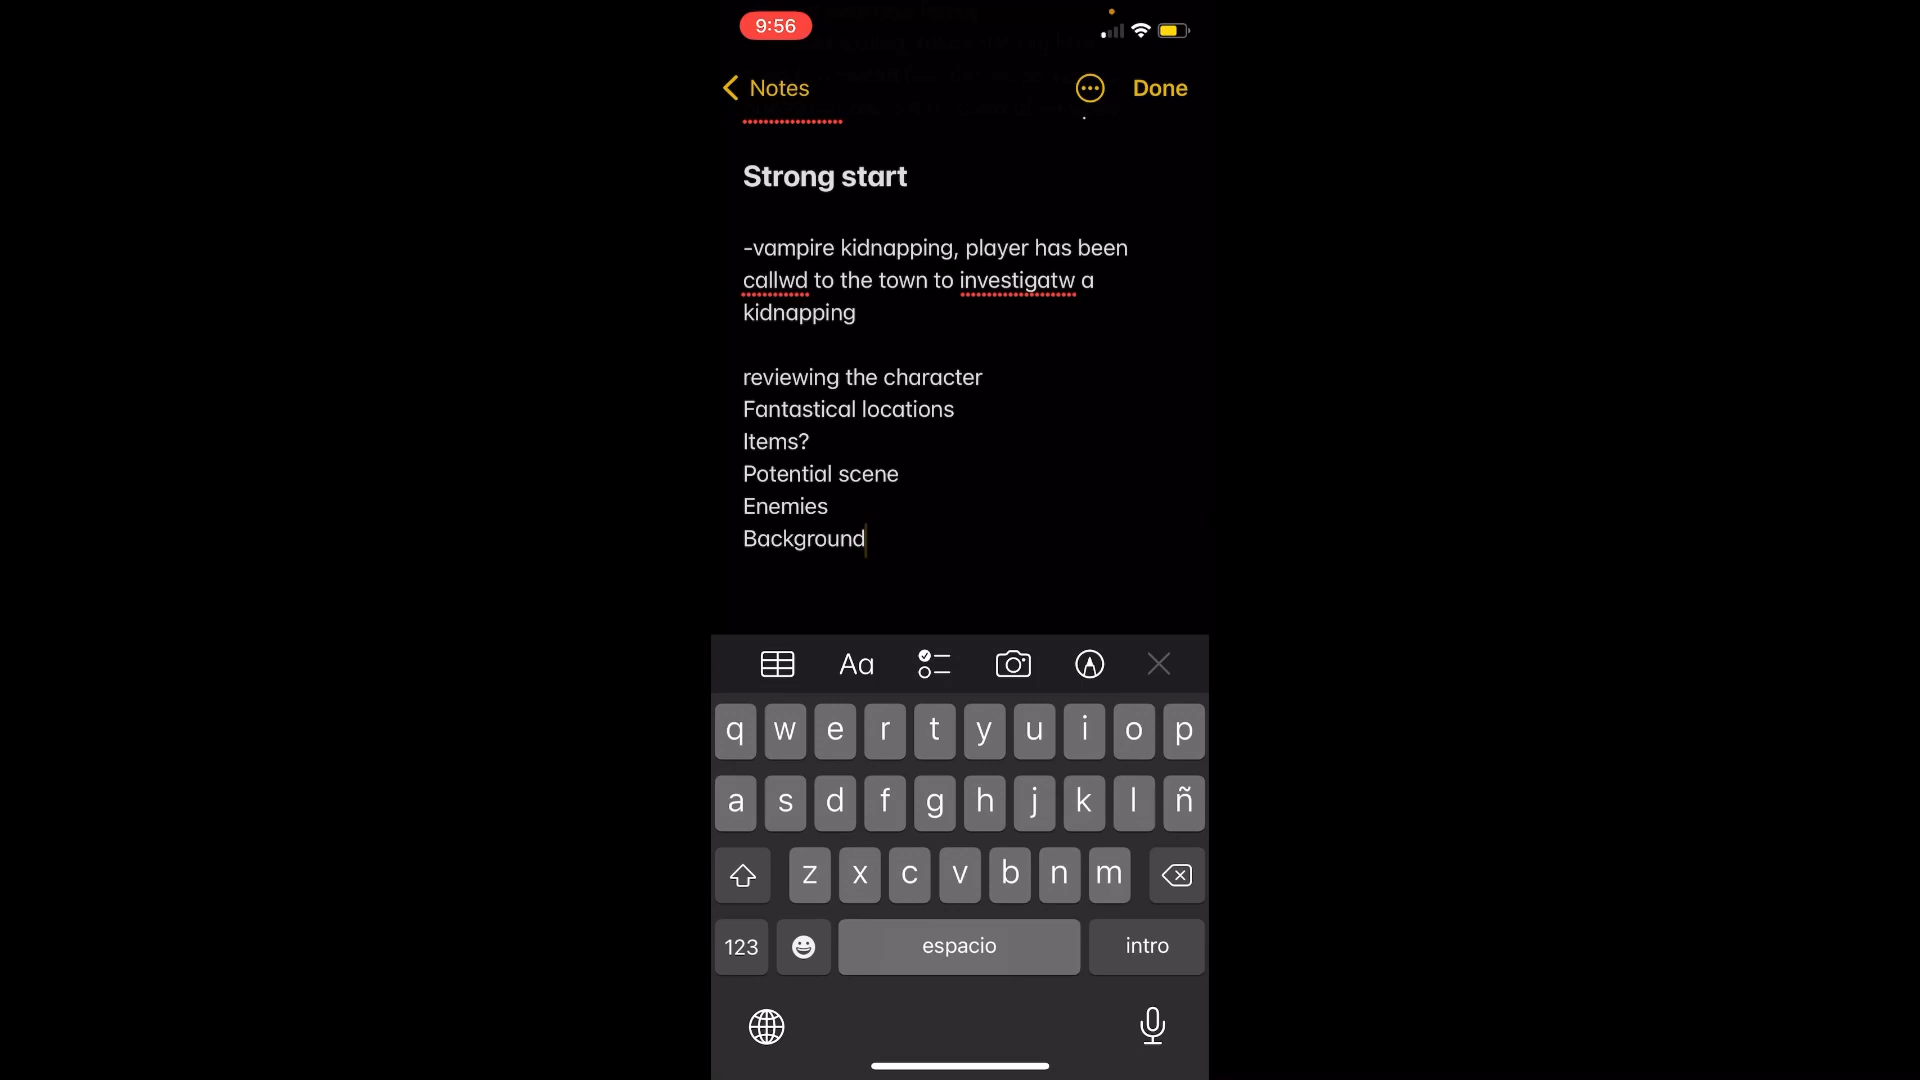 9:56
Notes
Done
Strong start
-vampire kidnapping, player has been
callwd to the town to investigatw a
kidnapping
reviewing the character
Fantastical locations
Items?
Potential scene
Enemies
Background
Aa
q w e r t y u i o p
a s d f g h j k l ñ
z x c v b n m
123
espacio
intro